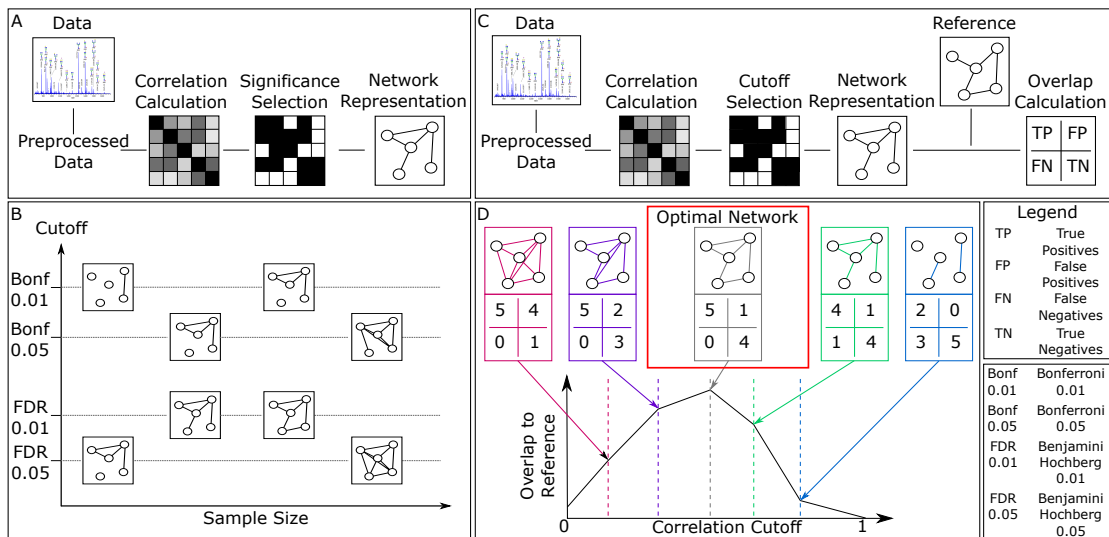 A
Data
Correlation
Calculation
Significance
Selection
Network
Representation
Preprocessed
Data
C
Data
Correlation
Calculation
Cutoff
Selection
Network
Representation
Reference
Overlap
Calculation
Preprocessed
Data
TP FP
FN TN
B
Cutoff
Bonf
0.01
Bonf
0.05
FDR
0.01
FDR
0.05
Sample Size
D
Optimal Network
5 4
0 1
5 2
0 3
5 1
0 4
4 1
1 4
2 0
3 5
Overlap to
Reference
0
Correlation Cutoff
1
Legend
TP True
Positives
FP False
Positives
FN False
Negatives
TN True
Negatives
Bonf Bonferroni
0.01 0.01
Bonf Bonferroni
0.05 0.05
FDR Benjamini
0.01 Hochberg
0.01
FDR Benjamini
0.05 Hochberg
0.05